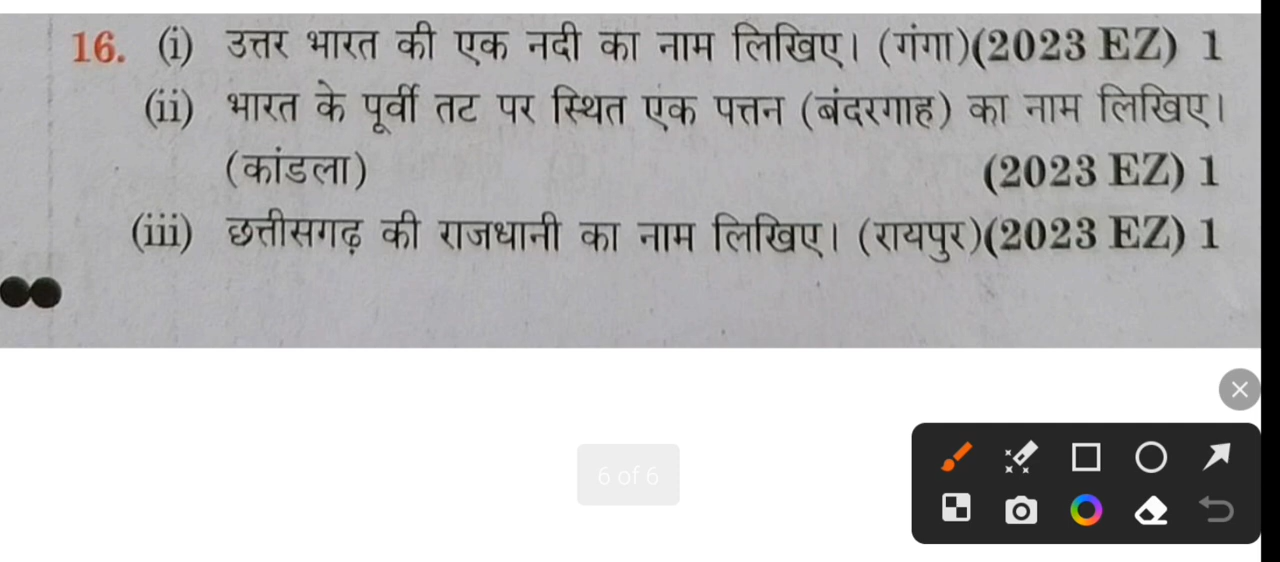 16. (i) उत्तर भारत की एक नदी का नाम लिखिए। (गंगा)(2023 EZ) 1
(ii) भारत के पूर्वी तट पर स्थित एक पत्तन (बंदरगाह) का नाम लिखिए।
(कांडला) (2023 EZ) 1
(iii) छत्तीसगढ़ की राजधानी का नाम लिखिए। (रायपुर)(2023 EZ) 1
6 of 6